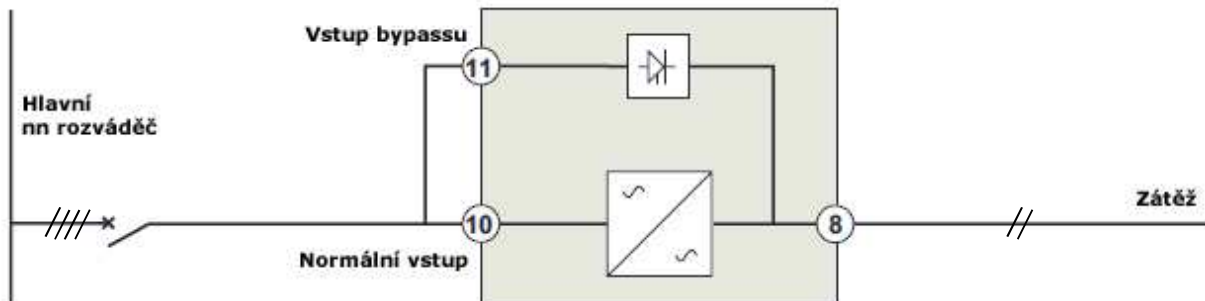 Vstup bypassu
11
Hlavní
nn rozváděč
10
8
Zátěž
Normální vstup